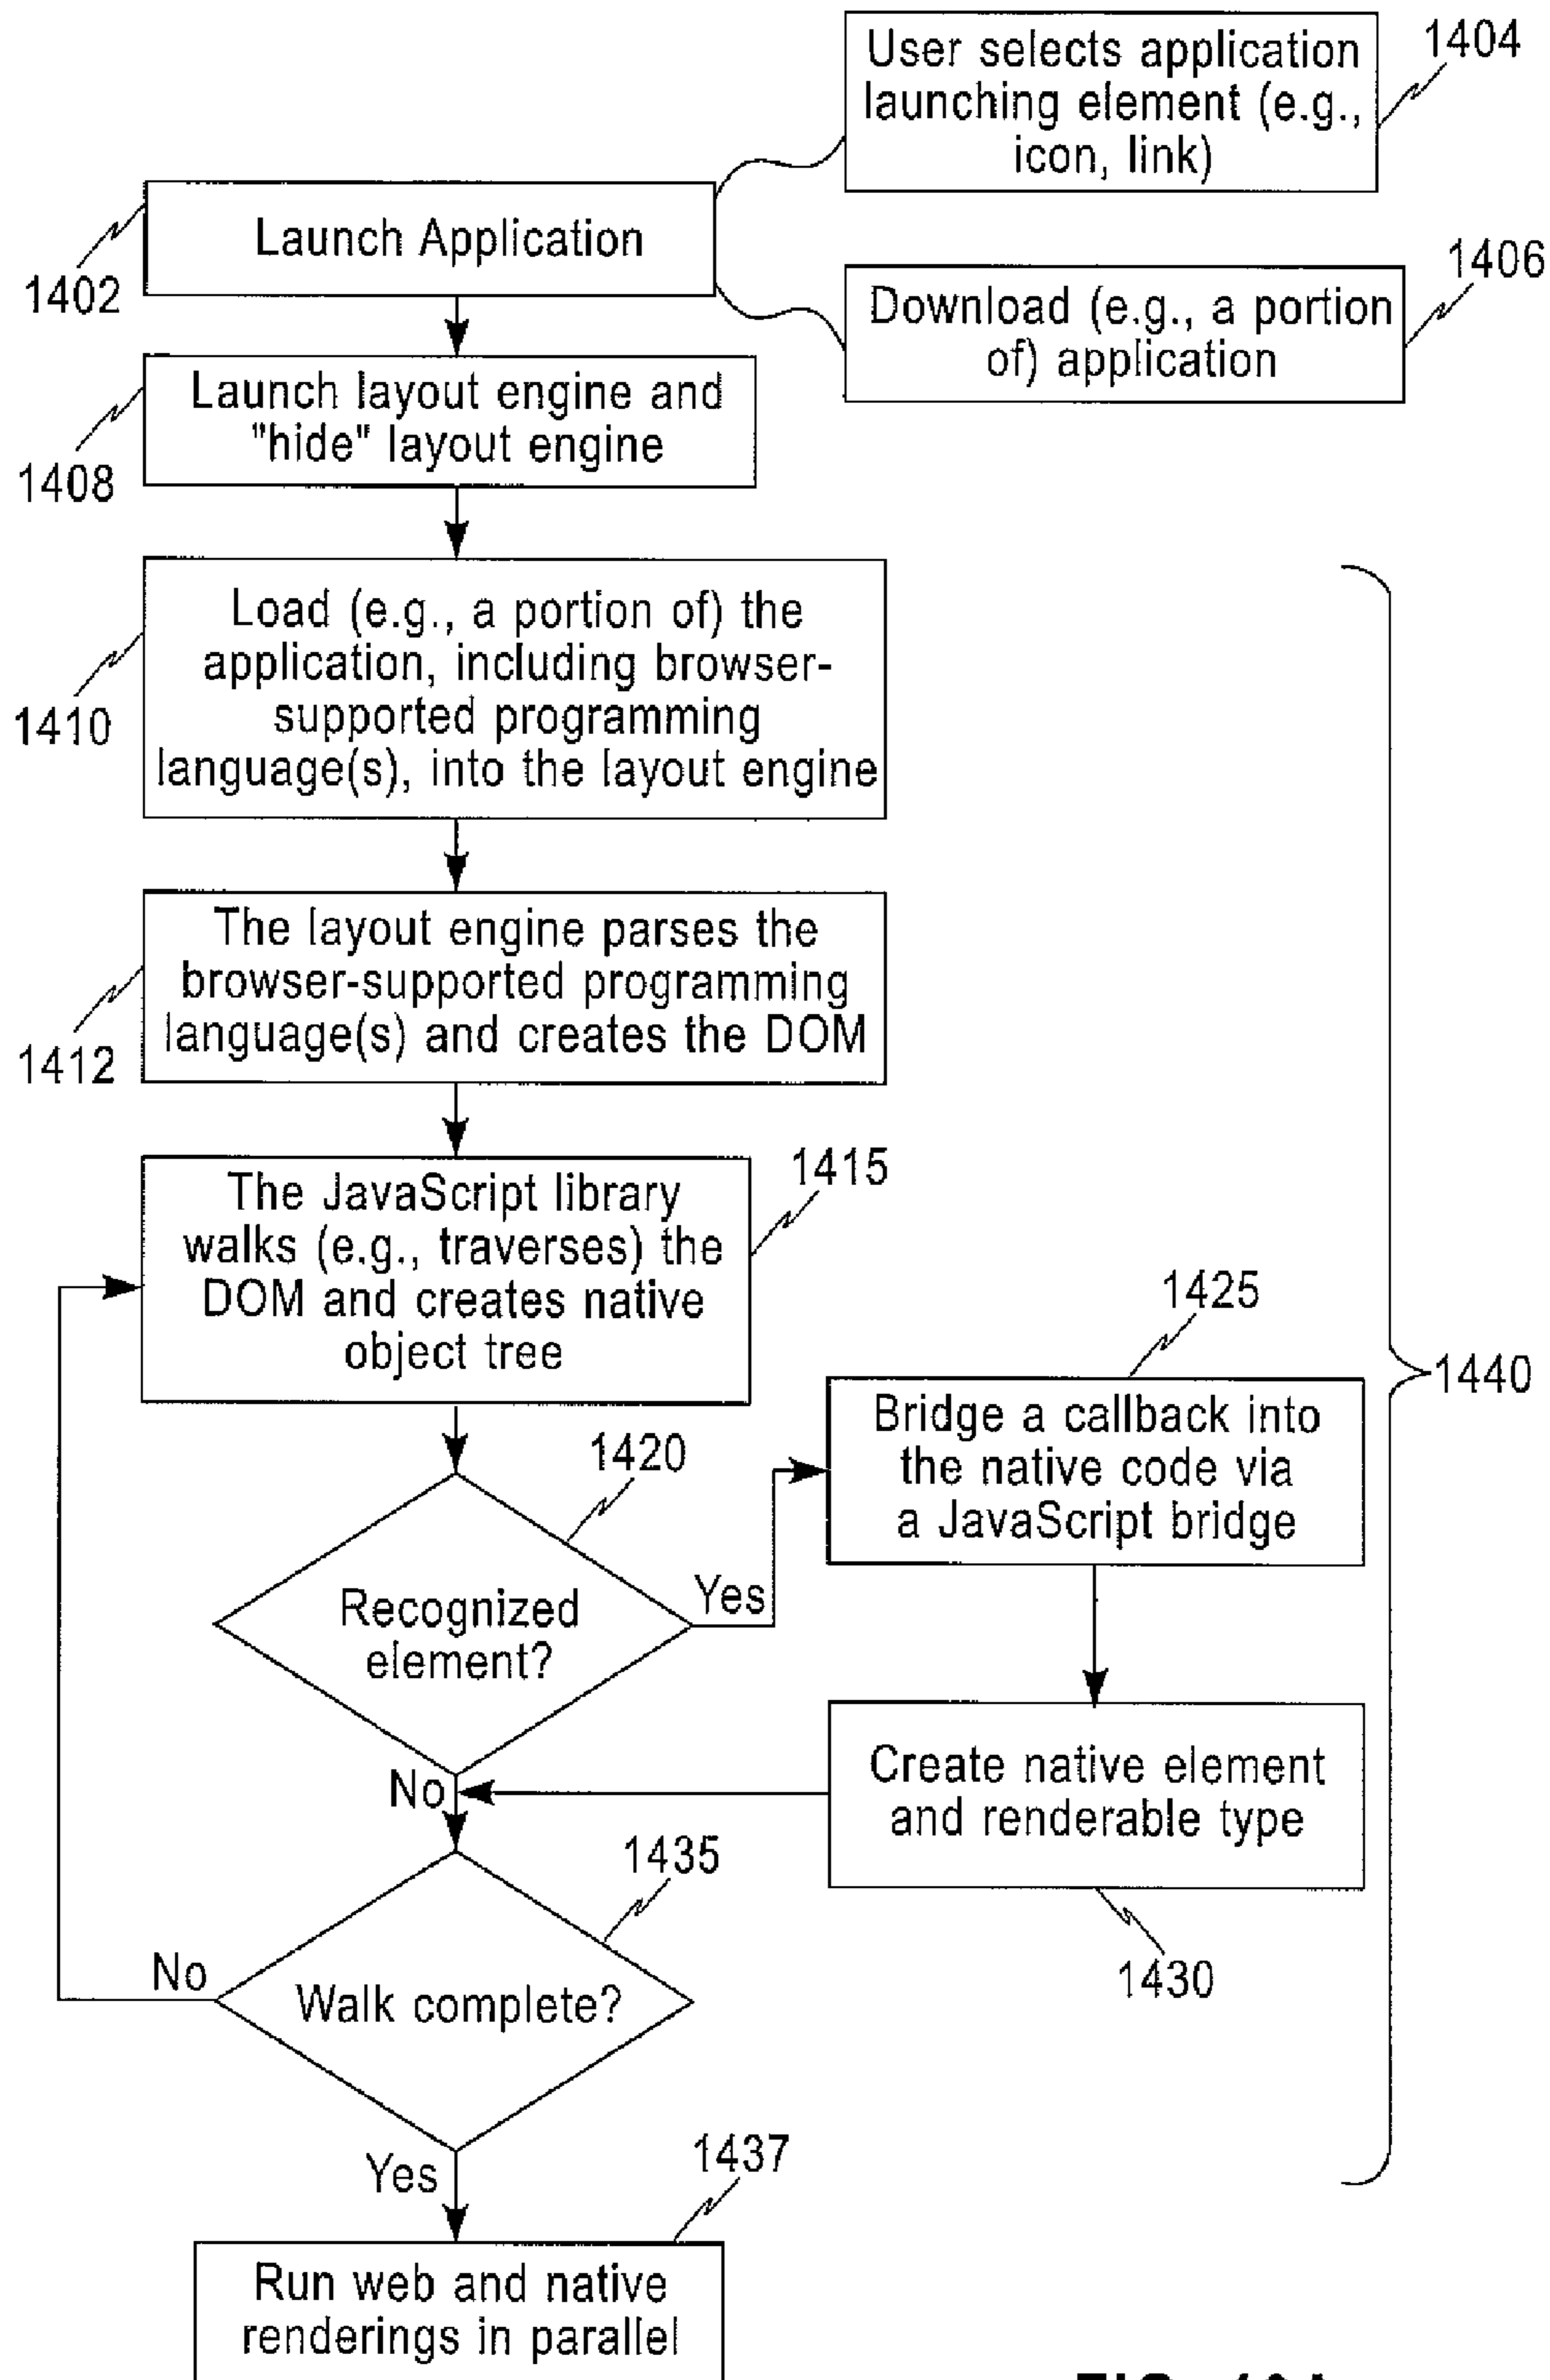 User selects application
launching element (e.g.,
icon, link)
1404
Launch Application
1402
Download (e.g., a portion
of) application
1406
Launch layout engine and
"hide" layout engine
1408
Load (e.g., a portion of) the
application, including browser-
supported programming
language(s), into the layout engine
1410
The layout engine parses the
browser-supported programming
language(s) and creates the DOM
1412
The JavaScript library
walks (e.g., traverses) the
DOM and creates native
object tree
1415
1425
Bridge a callback into
the native code via
a JavaScript bridge
1440
1420
Recognized
element?
Yes
No
Create native element
and renderable type
1430
1435
Walk complete?
No
Yes
1437
Run web and native
renderings in parallel